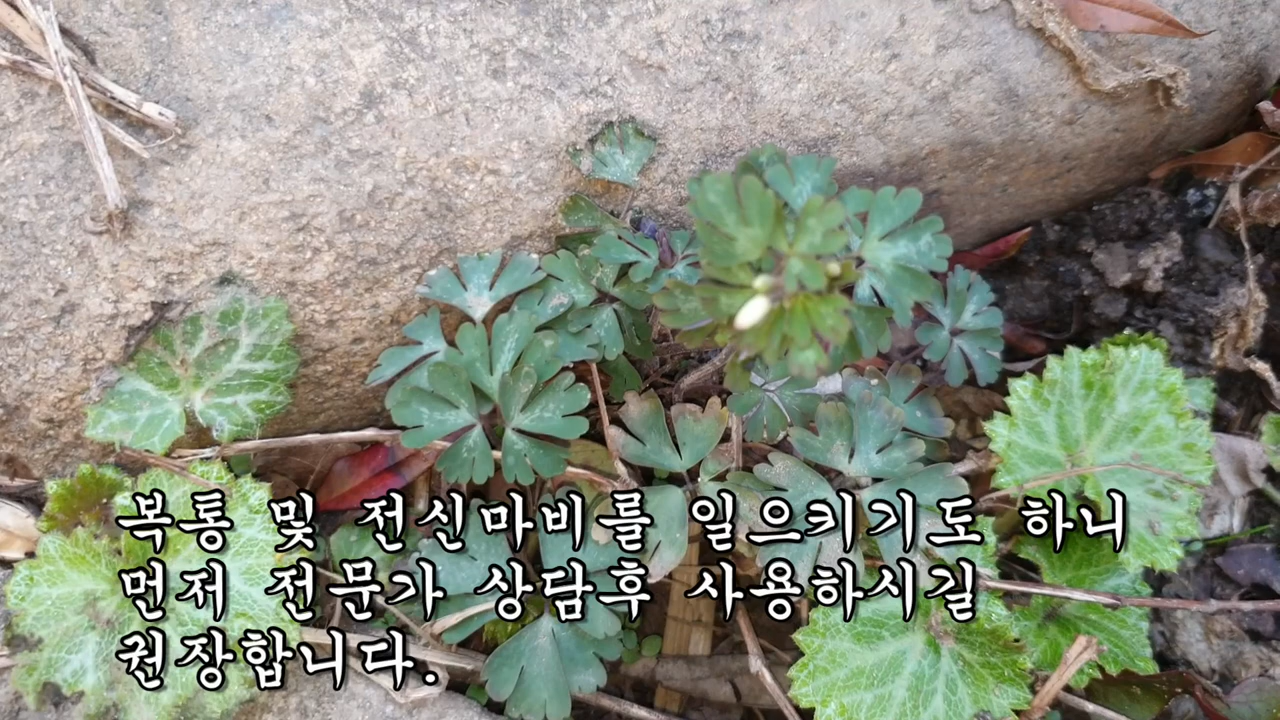 복통 및 전신마비를 일으키기도 하니
먼저 전문가 상담후 사용하시길
권장합니다.